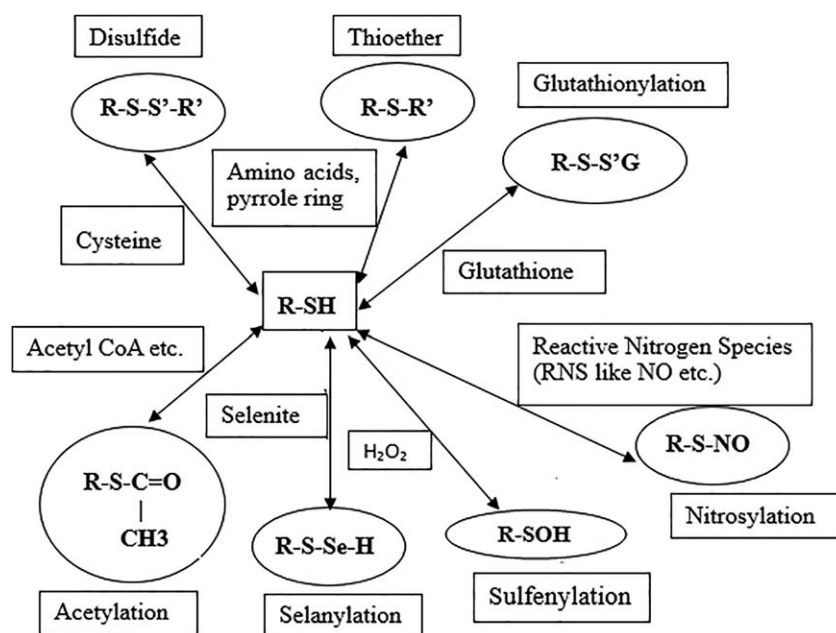 Disulfide
Thioether
Glutathionylation
R-S-S’-R’
R-S-R’
R-S-S’G
Amino acids,
pyrrole ring
Cysteine
Glutathione
R-SH
Acetyl CoA etc.
Reactive Nitrogen Species
(RNS like NO etc.)
Selenite
H₂O₂
R-S-NO
R-S-C=O
|
CH3
R-S-Se-H
R-SOH
Nitrosylation
Acetylation
Selanylation
Sulfenylation